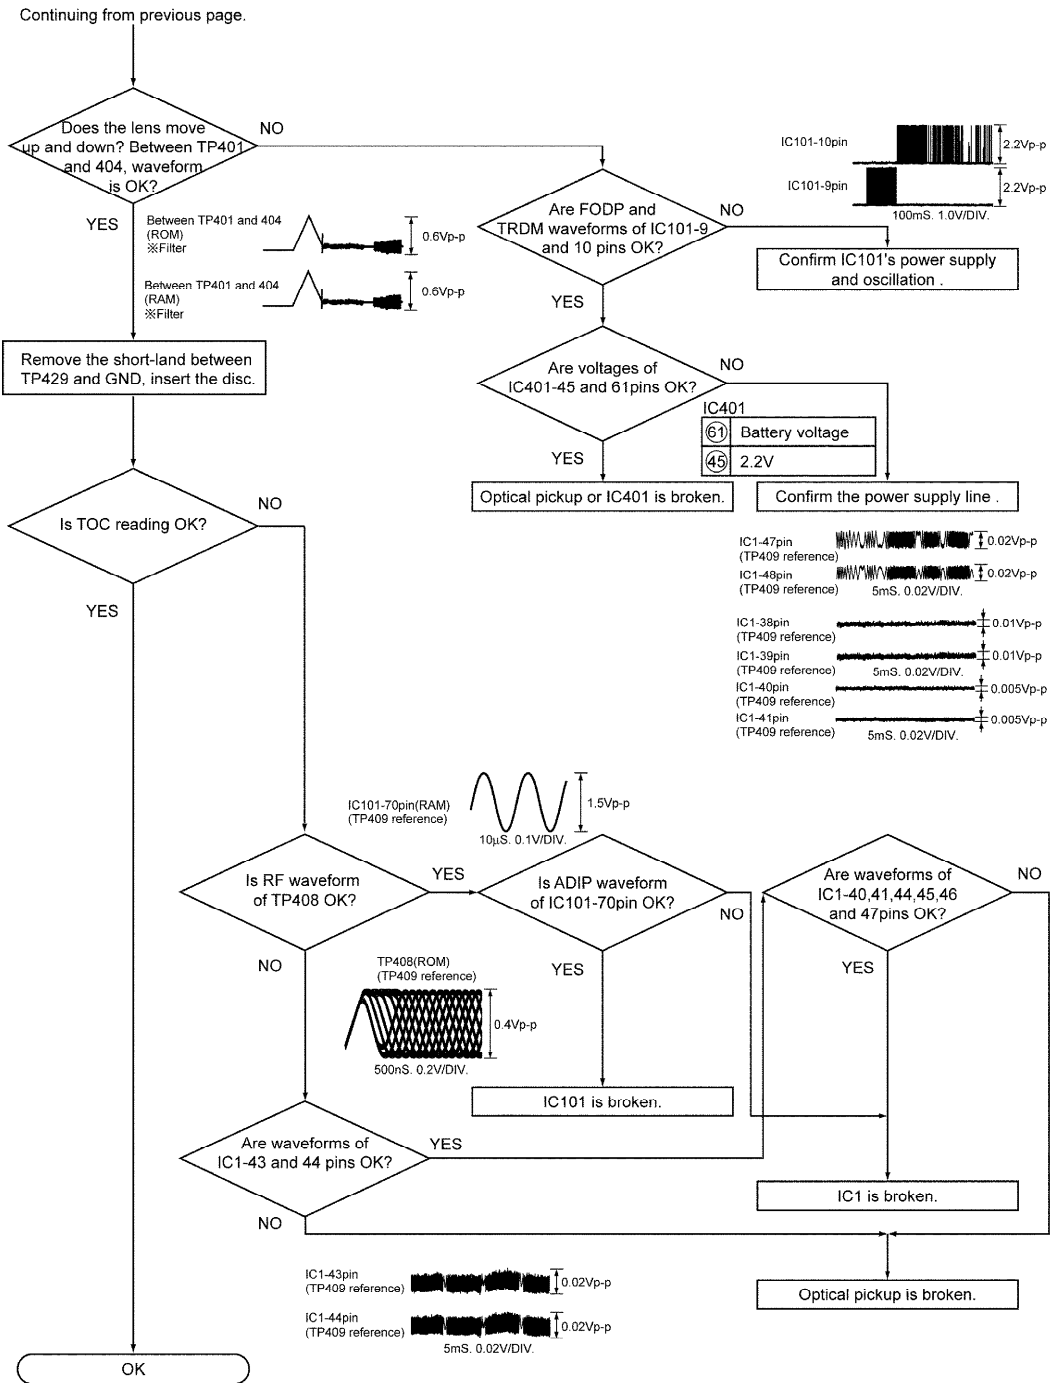 Continuing from previous page.
Does the lens move
up and down? Between TP401
and 404, waveform
is OK?
NO
YES
Between TP401 and 404
(ROM)
※Filter
0.6Vp-p
Between TP401 and 404
(RAM)
※Filter
0.6Vp-p
IC101-10pin
2.2Vp-p
IC101-9pin
2.2Vp-p
100mS. 1.0V/DIV.
Are FODP and
TRDM waveforms of IC101-9
and 10 pins OK?
NO
YES
Confirm IC101's power supply
and oscillation .
Remove the short-land between
TP429 and GND, insert the disc.
Are voltages of
IC401-45 and 61pins OK?
NO
YES
IC401
61 Battery voltage
45 2.2V
Optical pickup or IC401 is broken.
Confirm the power supply line .
Is TOC reading OK?
NO
YES
IC1-47pin
(TP409 reference)
0.02Vp-p
IC1-48pin
(TP409 reference)
0.02Vp-p
5mS. 0.02V/DIV.
IC1-38pin
(TP409 reference)
0.01Vp-p
IC1-39pin
(TP409 reference)
0.01Vp-p
5mS. 0.02V/DIV.
IC1-40pin
(TP409 reference)
0.005Vp-p
IC1-41pin
(TP409 reference)
0.005Vp-p
5mS. 0.02V/DIV.
IC101-70pin(RAM)
(TP409 reference)
1.5Vp-p
10μS. 0.1V/DIV.
Is RF waveform
of TP408 OK?
YES
NO
Is ADIP waveform
of IC101-70pin OK?
NO
YES
Are waveforms of
IC1-40,41,44,45,46
and 47pins OK?
NO
YES
TP408(ROM)
(TP409 reference)
0.4Vp-p
500nS. 0.2V/DIV.
IC101 is broken.
Are waveforms of
IC1-43 and 44 pins OK?
YES
NO
IC1 is broken.
IC1-43pin
(TP409 reference)
0.02Vp-p
IC1-44pin
(TP409 reference)
0.02Vp-p
5mS. 0.02V/DIV.
Optical pickup is broken.
OK